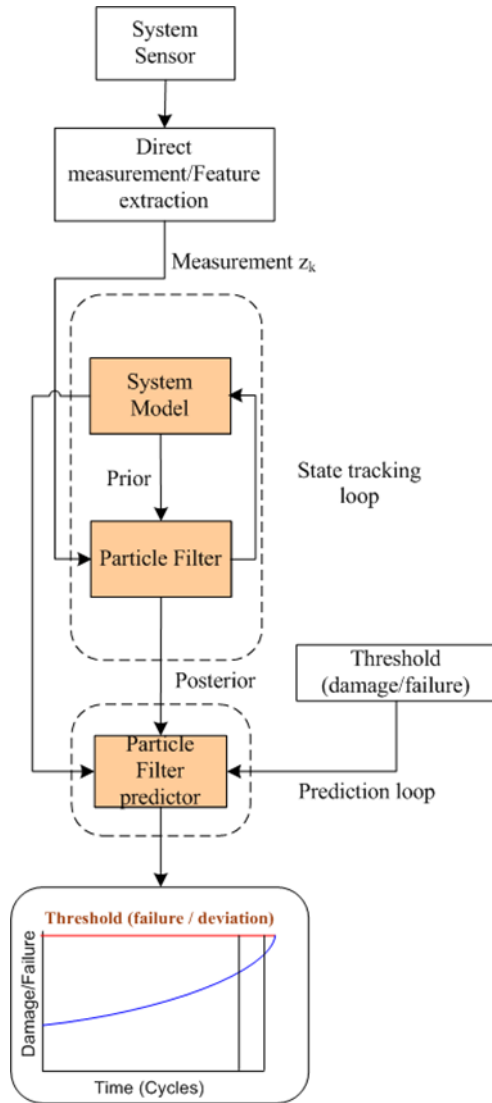 System
Sensor
Direct
measurement/Feature
extraction
Measurement zk
System
Model
Prior
State tracking
loop
Particle Filter
Posterior
Threshold
(damage/failure)
Particle
Filter
predictor
Prediction loop
Threshold (failure / deviation)
Damage/Failure
Time (Cycles)